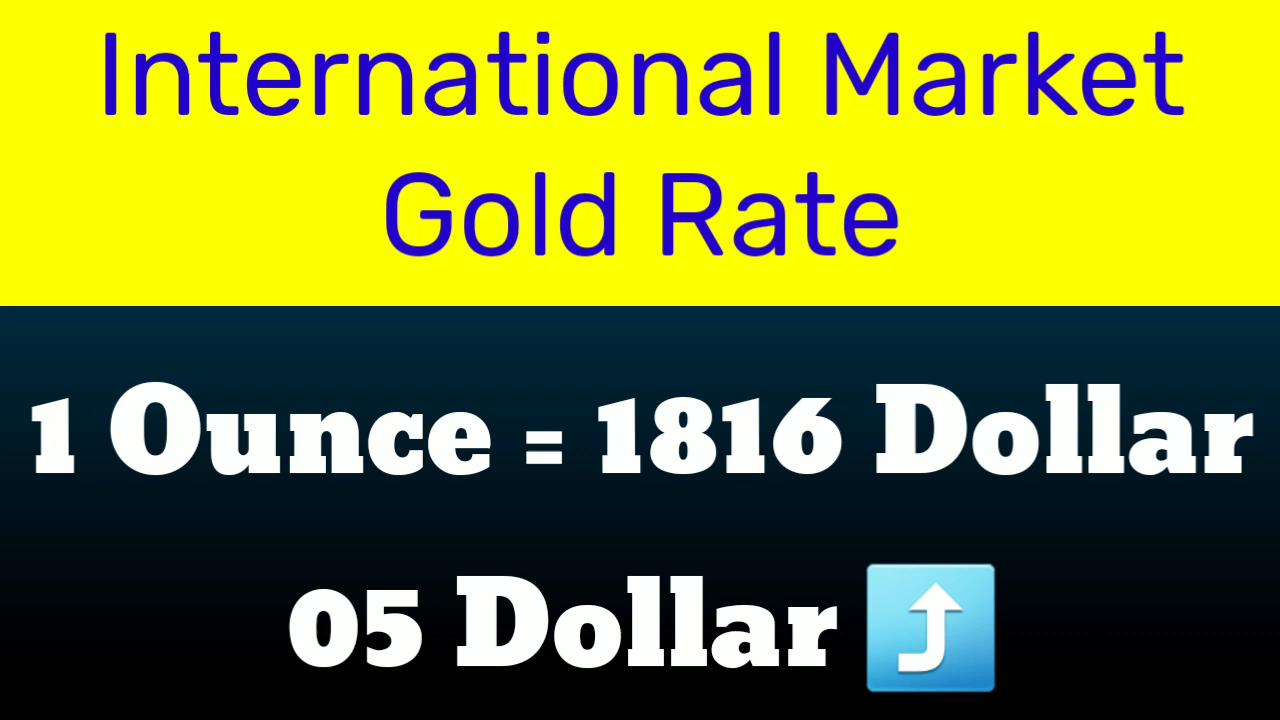 International Market
Gold Rate
1 Ounce = 1816 Dollar
05 Dollar ⤴